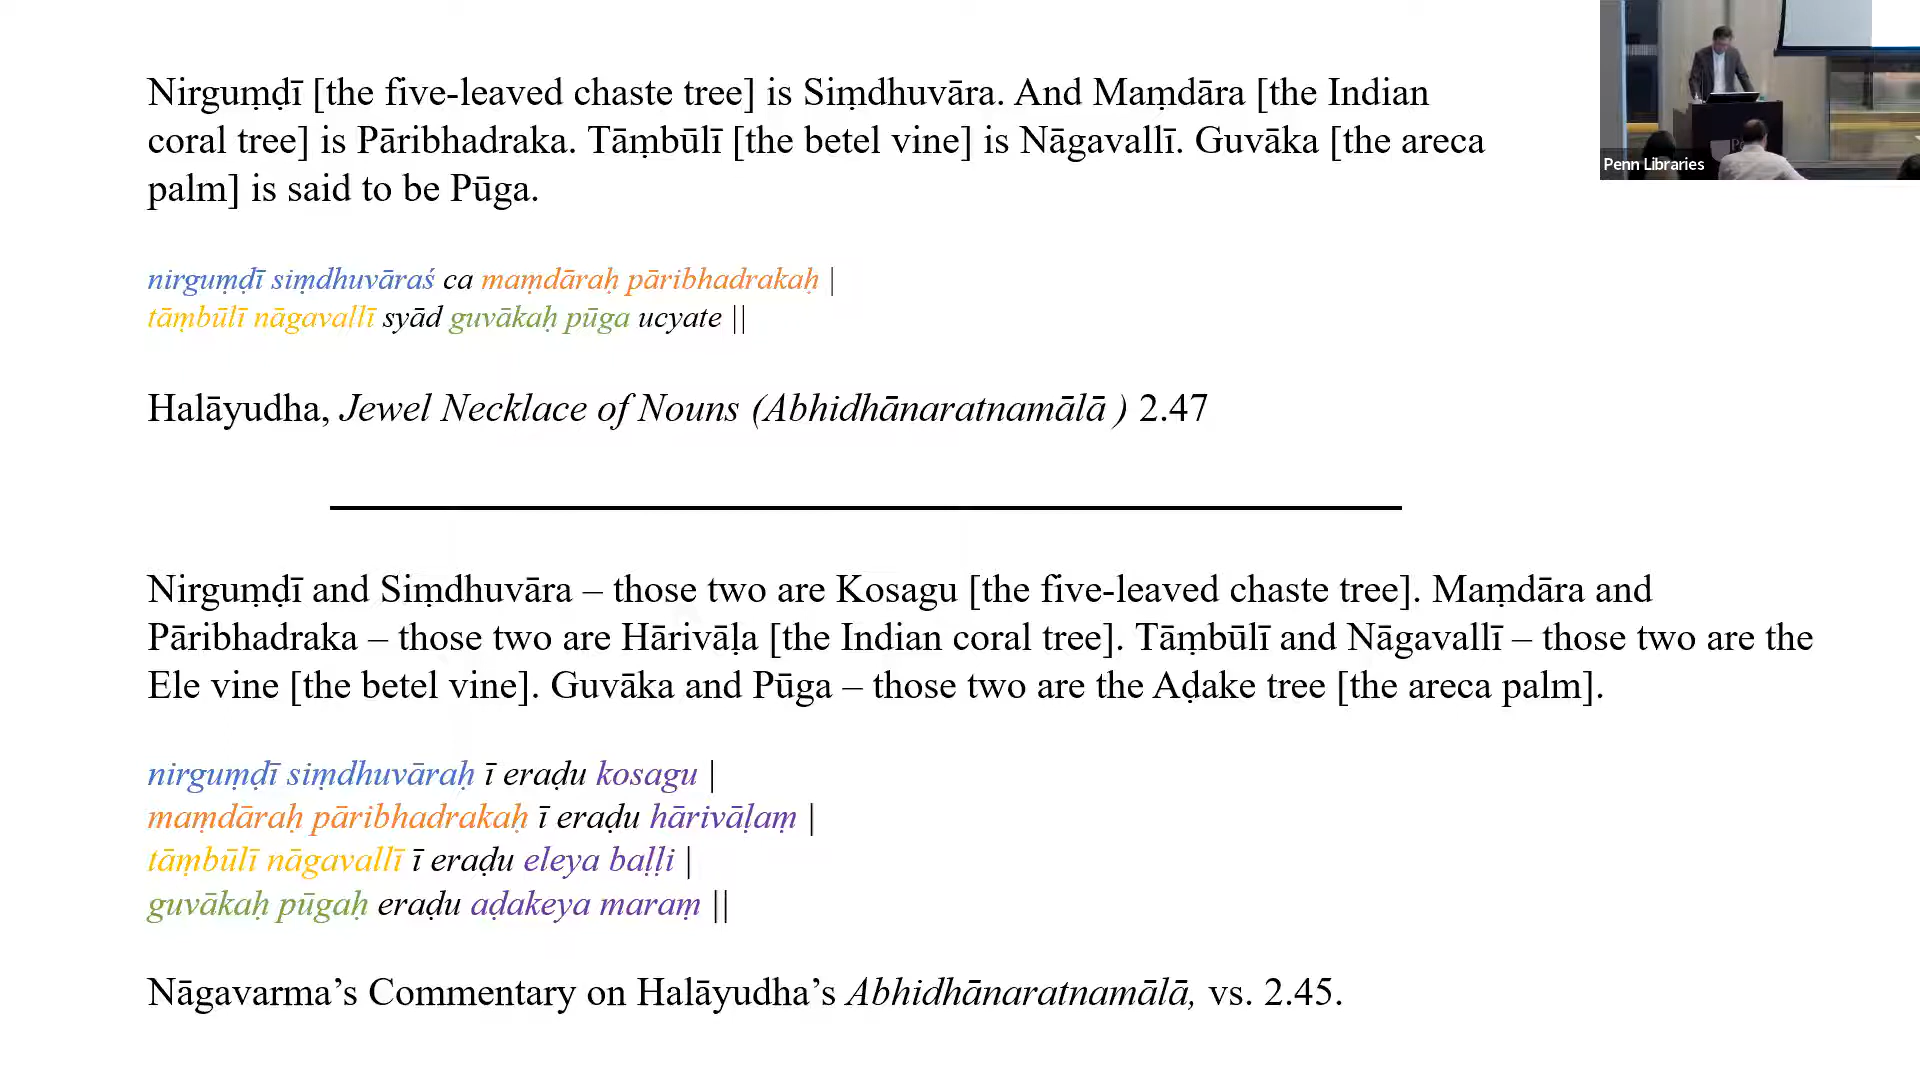 Nirguṃḍī [the five-leaved chaste tree] is Siṃdhuvāra. And Maṃdāra [the Indian
coral tree] is Pāribhadraka. Tāṃbūlī [the betel vine] is Nāgavallī. Guvāka [the areca
palm] is said to be Pūga.
nirguṃḍī siṃdhuvāraś ca maṃdāraḥ pāribhadrakaḥ |
tāṃbūlī nāgavallī syād guvākaḥ pūga ucyate ||
Halāyudha, Jewel Necklace of Nouns (Abhidhānaratnamālā ) 2.47
Nirguṃḍī and Siṃdhuvāra – those two are Kosagu [the five-leaved chaste tree]. Maṃdāra and
Pāribhadraka – those two are Hārivāḷa [the Indian coral tree]. Tāṃbūlī and Nāgavallī – those two are the
Ele vine [the betel vine]. Guvāka and Pūga – those two are the Aḍake tree [the areca palm].
nirguṃḍī siṃdhuvāraḥ ī eraḍu kosagu |
maṃdāraḥ pāribhadrakaḥ ī eraḍu hārivāḷaṃ |
tāṃbūlī nāgavallī ī eraḍu eleya baḷḷi |
guvākaḥ pūgaḥ eraḍu aḍakeya maraṃ ||
Nāgavarma’s Commentary on Halāyudha’s Abhidhānaratnamālā, vs. 2.45.
Penn Libraries